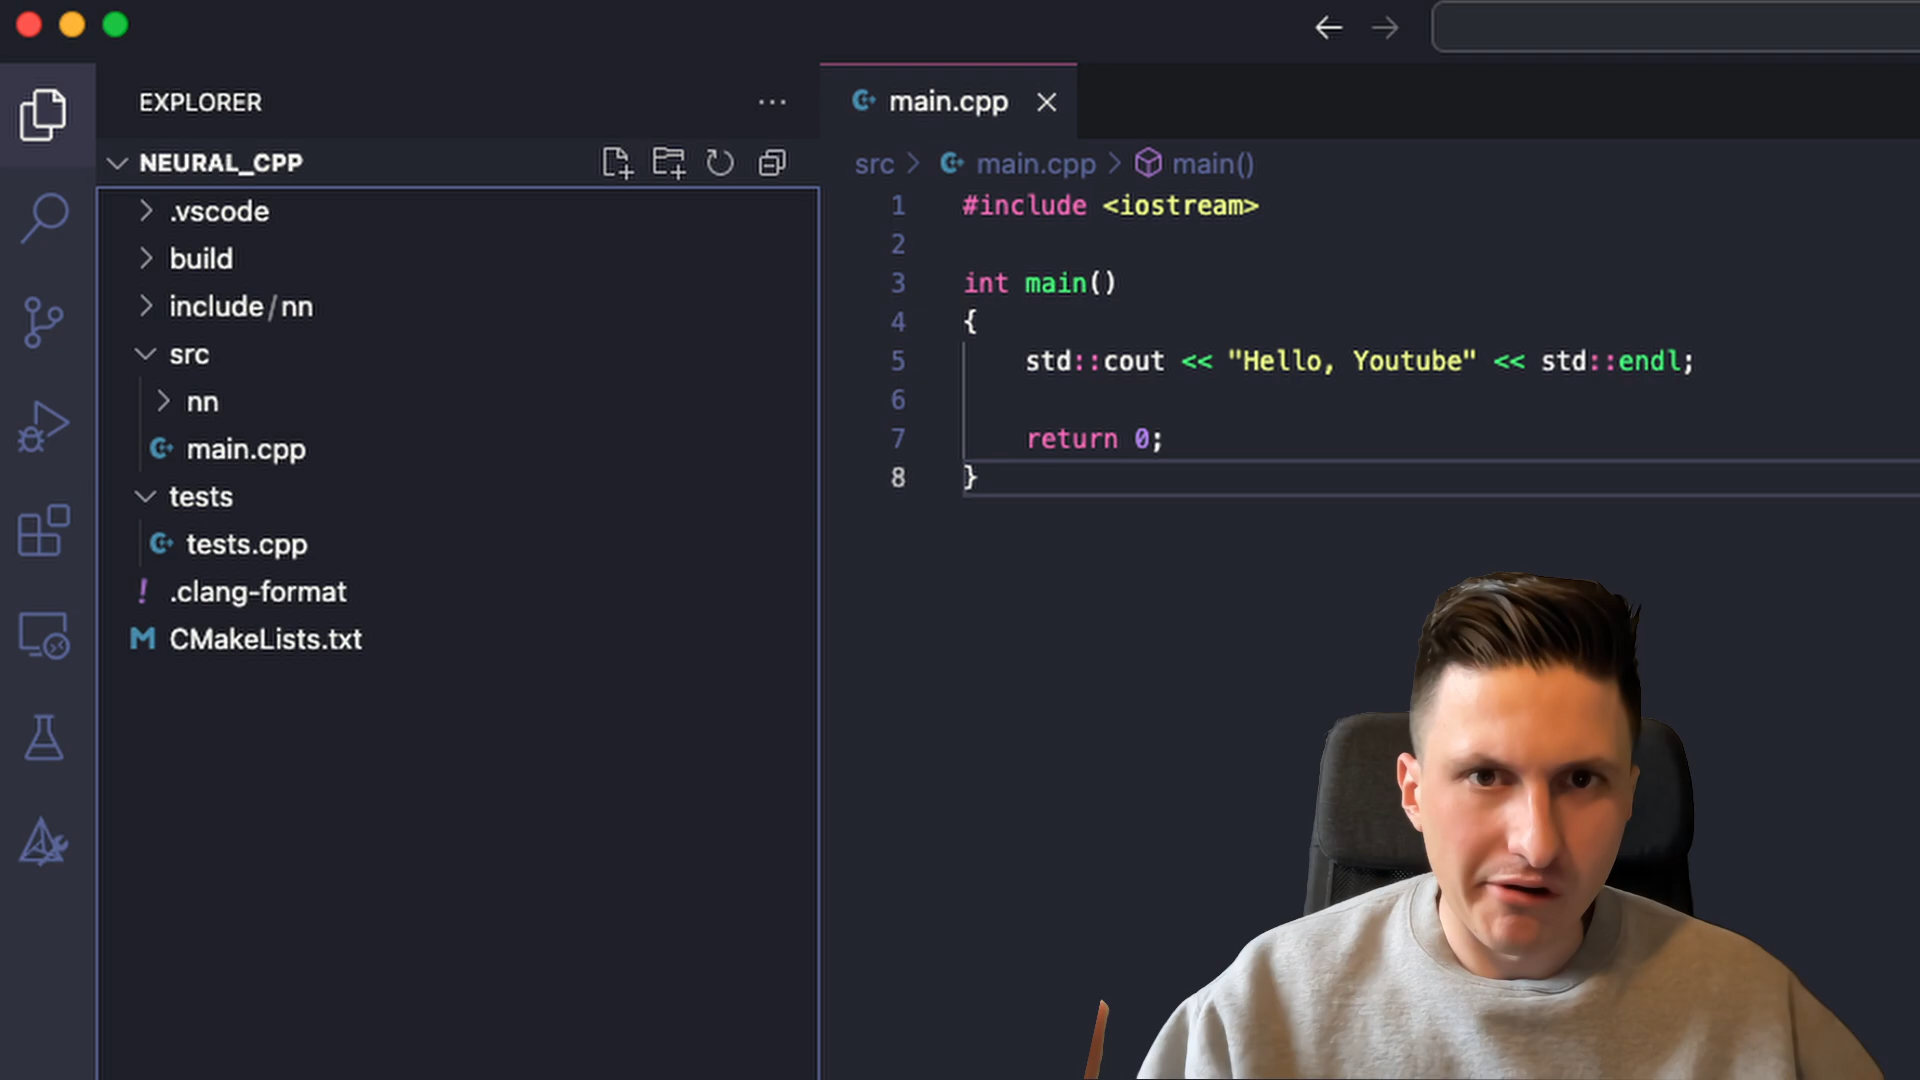 EXPLORER
NEURAL_CPP
.vscode
build
include/nn
src
nn
main.cpp
tests
tests.cpp
! .clang-format
M CMakeLists.txt
main.cpp
src > main.cpp > main()
1 #include <iostream>
2
3 int main()
4 {
5 std::cout << "Hello, Youtube" << std::endl;
6
7 return 0;
8 }